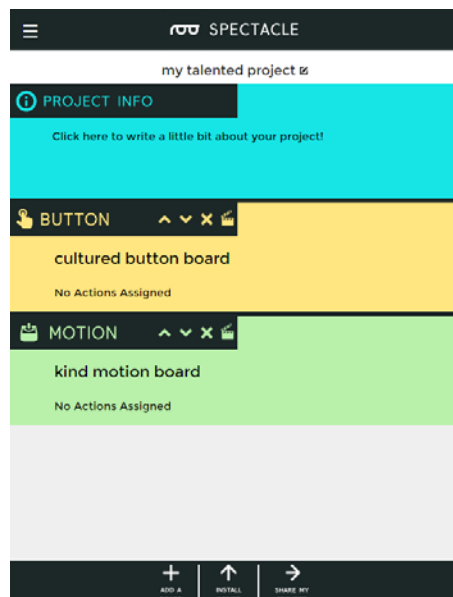 SPECTACLE
my talented project
PROJECT INFO
Click here to write a little bit about your project!
BUTTON
cultured button board
No Actions Assigned
MOTION
kind motion board
No Actions Assigned
ADD A INSTALL SHARE MY